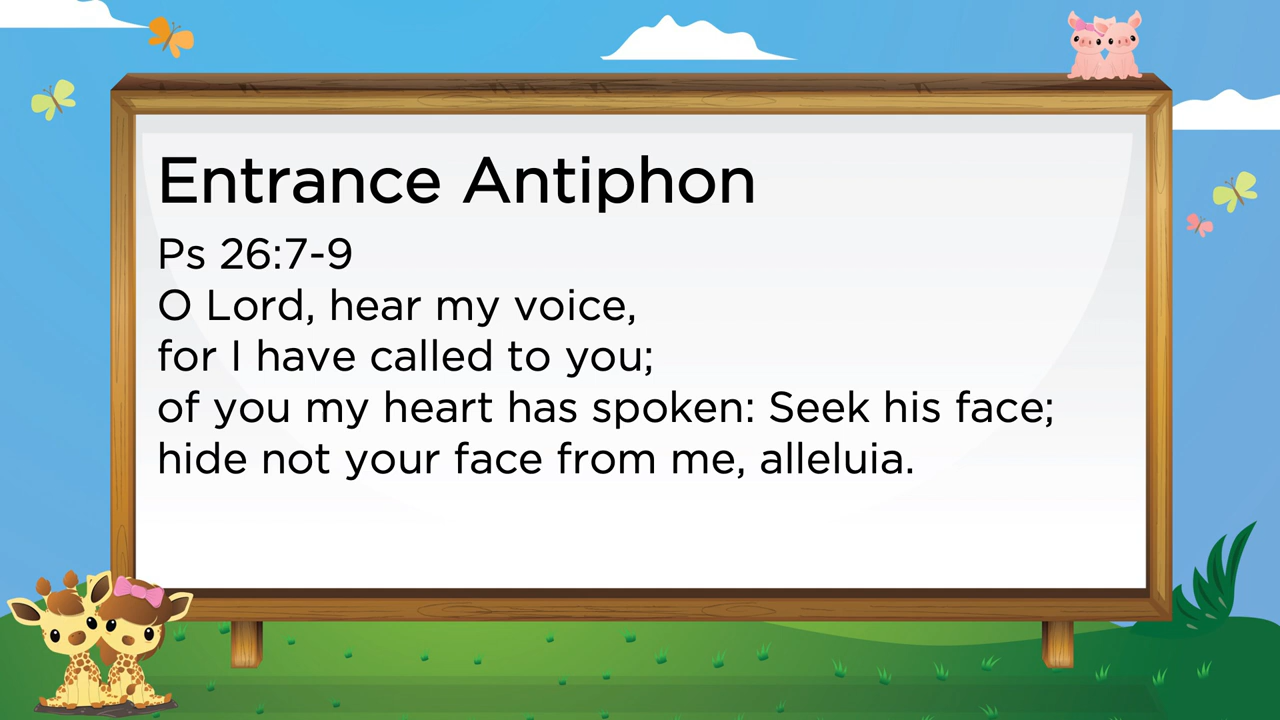 Entrance Antiphon
Ps 26:7-9
O Lord, hear my voice,
for I have called to you;
of you my heart has spoken: Seek his face;
hide not your face from me, alleluia.